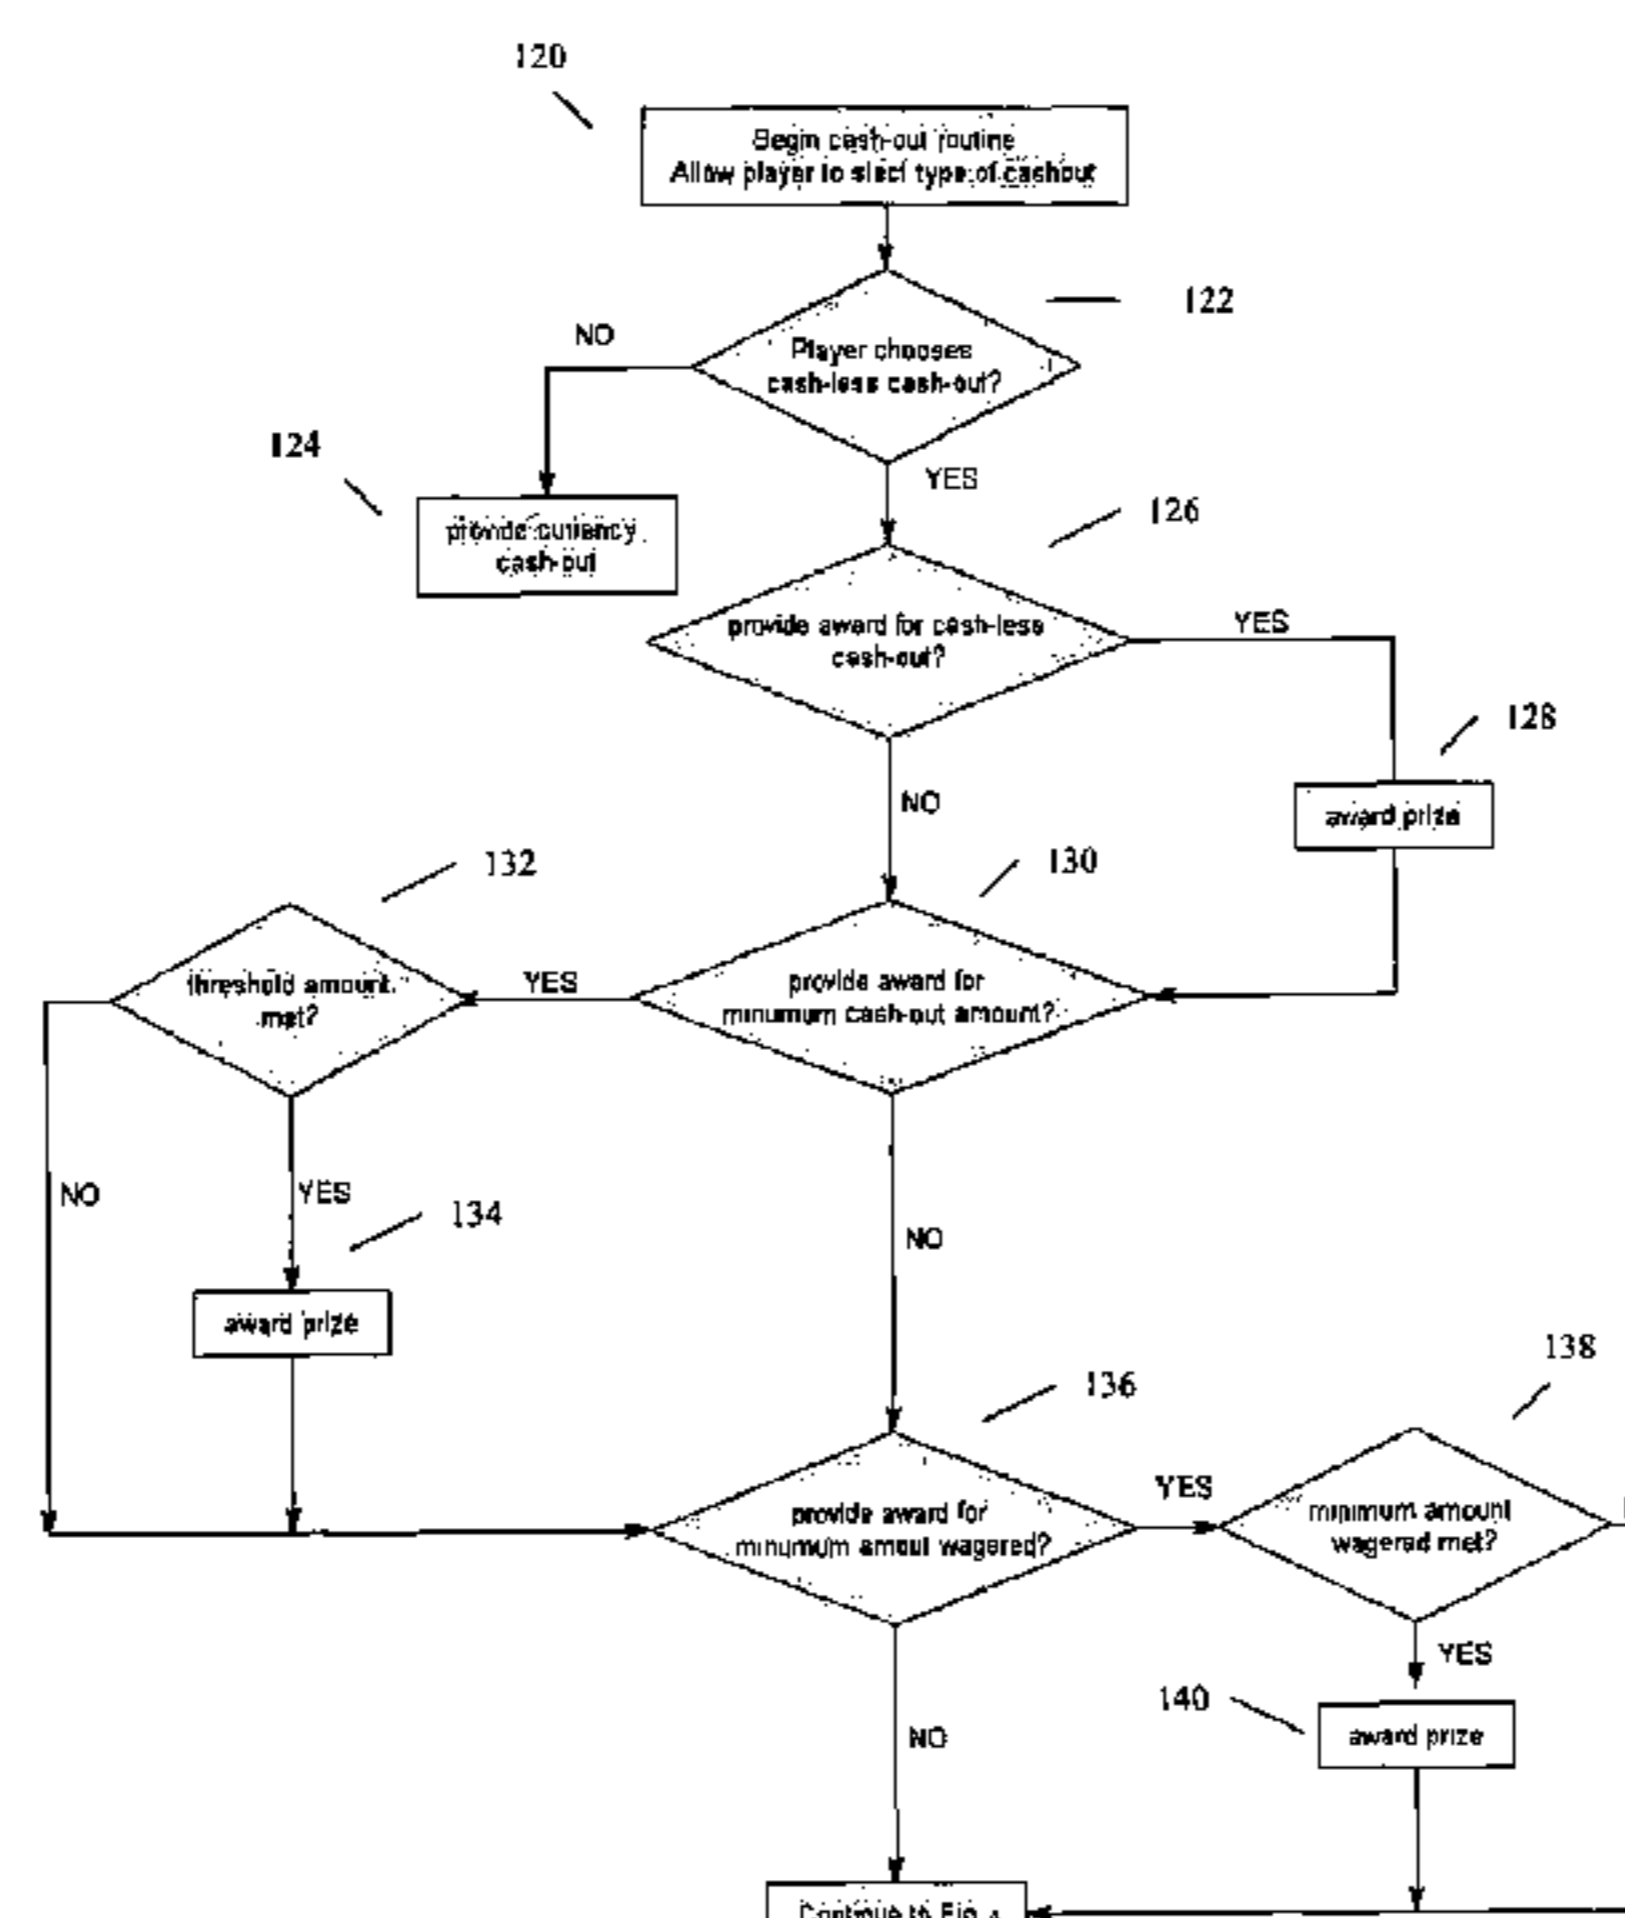 120
Begin cash-out routine
Allow player to slect type of cashout
122
Player chooses
cash-less cash-out?
NO
YES
124
provide currency
cash-out
126
provide award for cash-less
cash-out?
YES
128
award prize
NO
130
provide award for
minumum cash-out amount?
YES
132
threshold amount
met?
NO
YES
134
award prize
NO
136
provide award for
minumum amout wagered?
YES
138
minimum amount
wagered met?
YES
140
award prize
NO
Continue to Fig.